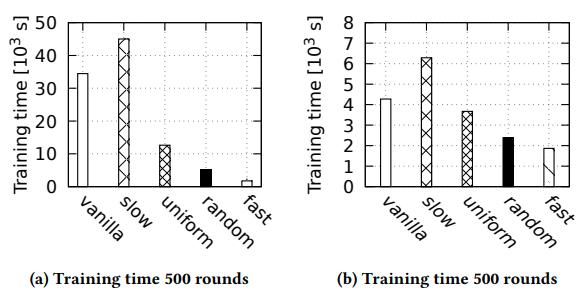 Training time [10³ s]
50
40
30
20
10
0
vanilla
slow
uniform
random
fast
(a) Training time 500 rounds
Training time [10³ s]
8
7
6
5
4
3
2
1
0
vanilla
slow
uniform
random
fast
(b) Training time 500 rounds